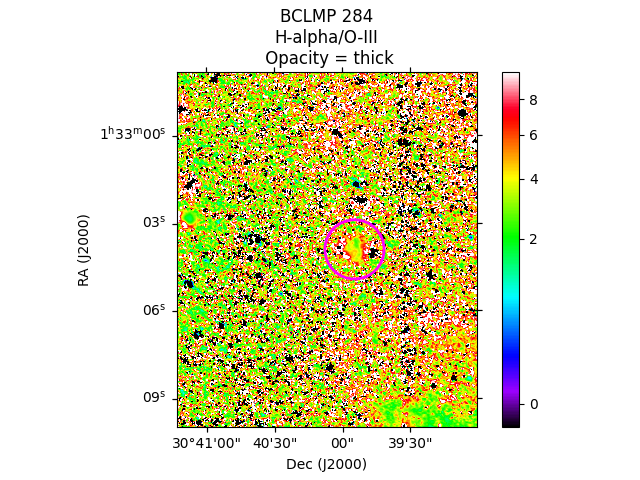 BCLMP 284
H-alpha/O-III
Opacity = thick
1ʰ33ᵐ00ˢ
03ˢ
06ˢ
09ˢ
RA (J2000)
30°41'00"
40'30"
00"
39'30"
Dec (J2000)
8
6
4
2
0